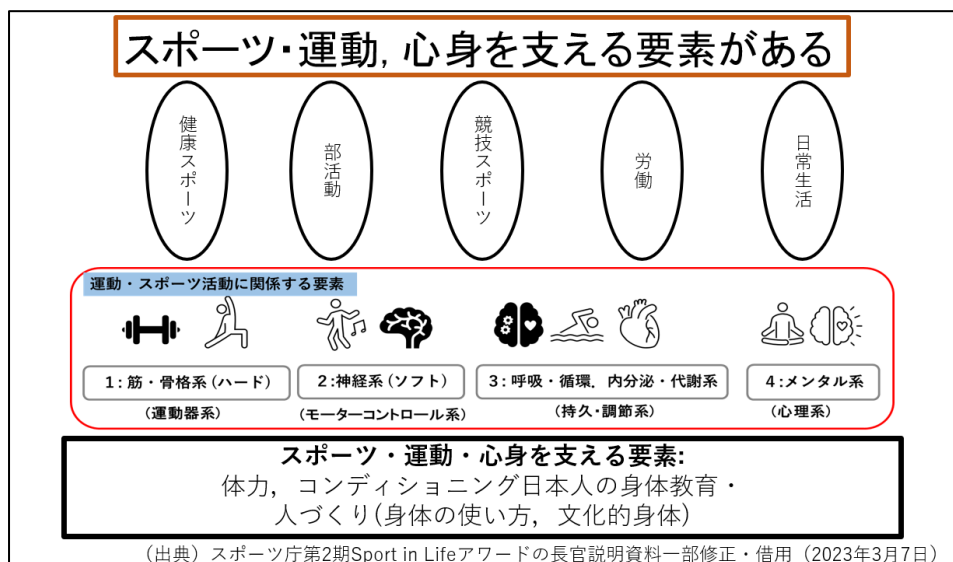 スポーツ・運動, 心身を支える要素がある
健康スポーツ
部活動
競技スポーツ
労働
日常生活
運動・スポーツ活動に関係する要素
1：筋・骨格系（ハード）
2：神経系（ソフト）
3：呼吸・循環．内分泌・代謝系
4：メンタル系
（運動器系）
（モーターコントロール系）
（持久・調節系）
（心理系）
スポーツ・運動・心身を支える要素:
体力，コンディショニング日本人の身体教育・
人づくり(身体の使い方，文化的身体)
（出典）スポーツ庁第2期Sport in Lifeアワードの長官説明資料一部修正・借用（2023年3月7日）